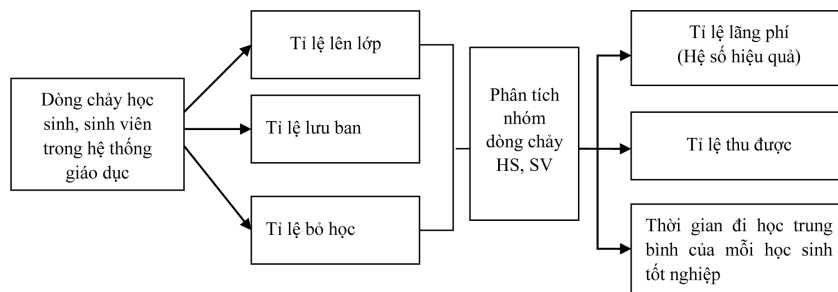 Dòng chảy học
sinh, sinh viên
trong hệ thống
giáo dục
Tỉ lệ lên lớp
Tỉ lệ lưu ban
Tỉ lệ bỏ học
Phân tích
nhóm
dòng chảy
HS, SV
Tỉ lệ lãng phí
(Hệ số hiệu quả)
Tỉ lệ thu được
Thời gian đi học trung
bình của mỗi học sinh
tốt nghiệp